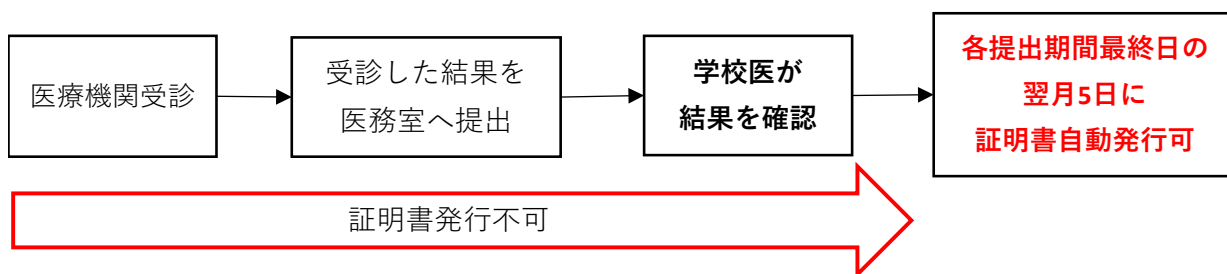 医療機関受診
受診した結果を
医務室へ提出
学校医が
結果を確認
各提出期間最終日の
翌月5日に
証明書自動発行可
証明書発行不可